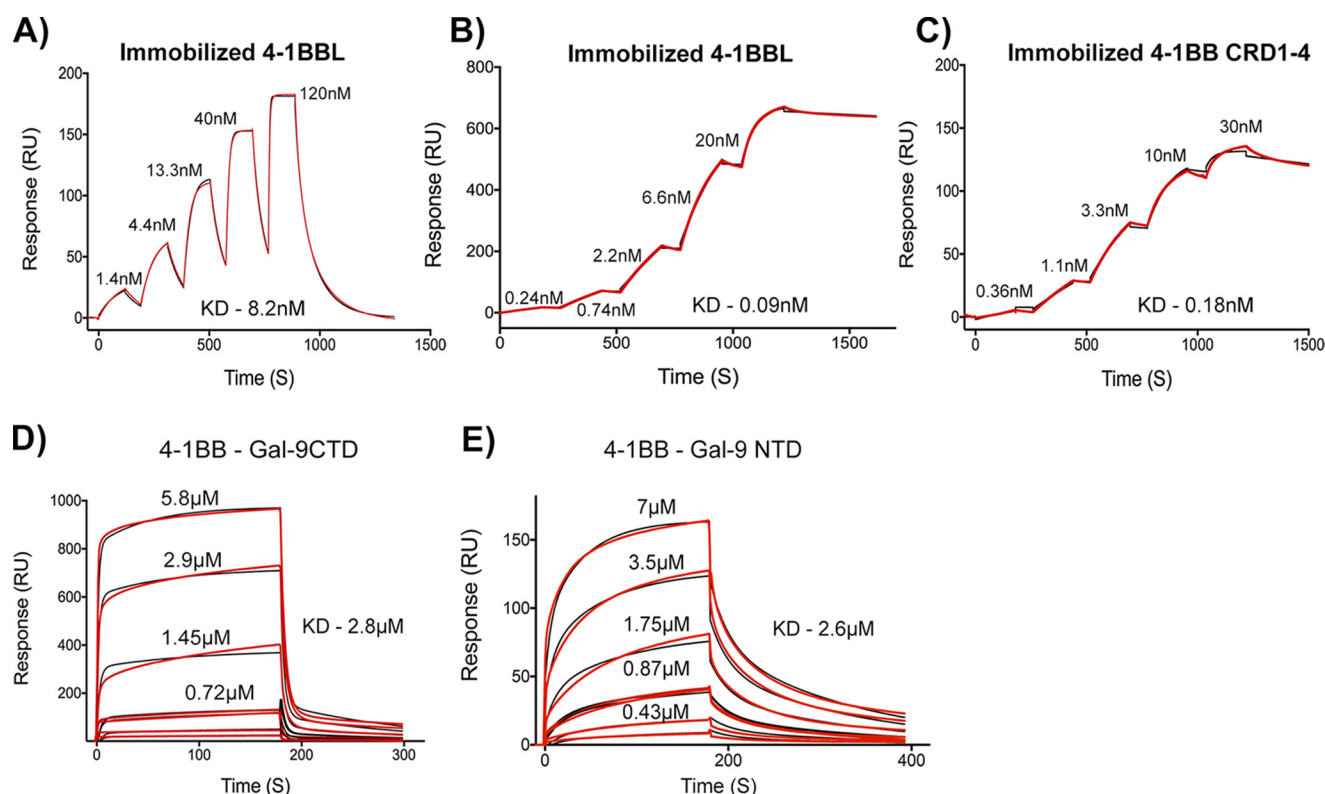 A)
Immobilized 4-1BBL
Response (RU)
200
150
100
50
0
1.4nM
4.4nM
13.3nM
40nM
120nM
KD - 8.2nM
0
500
1000
1500
Time (S)
B)
Immobilized 4-1BBL
Response (RU)
800
600
400
200
0
0.24nM
0.74nM
2.2nM
6.6nM
20nM
KD - 0.09nM
0
500
1000
1500
Time (S)
C)
Immobilized 4-1BB CRD1-4
Response (RU)
200
150
100
50
0
0.36nM
1.1nM
3.3nM
10nM
30nM
KD - 0.18nM
0
500
1000
1500
Time (S)
D)
4-1BB - Gal-9CTD
Response (RU)
1000
800
600
400
200
5.8µM
2.9µM
1.45µM
0.72µM
KD - 2.8µM
0
100
200
300
Time (S)
E)
4-1BB - Gal-9 NTD
Response (RU)
150
100
50
0
7µM
3.5µM
1.75µM
0.87µM
0.43µM
KD - 2.6µM
0
200
400
Time (S)